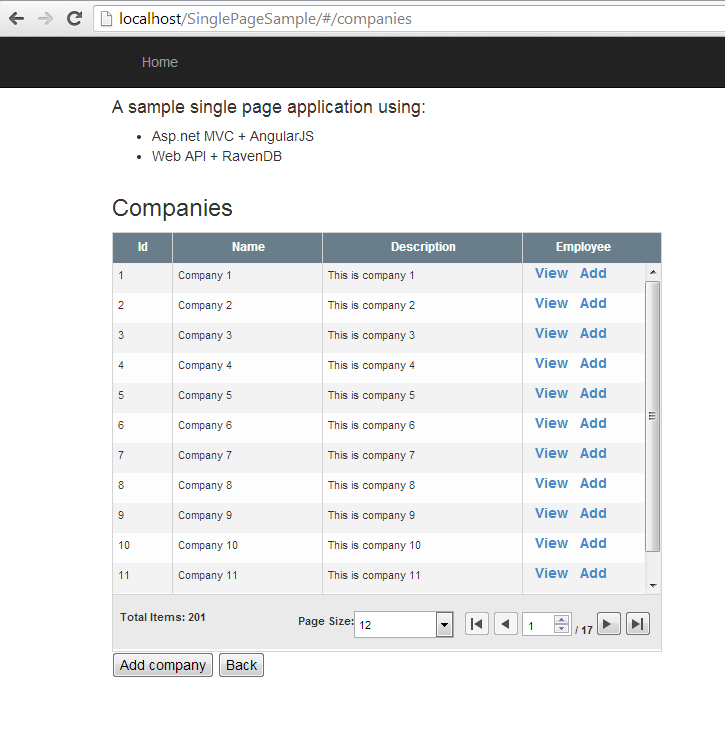 localhost/SinglePageSample/#/companies
Home
A sample single page application using:
• Asp.net MVC + AngularJS
• Web API + RavenDB
Companies
Id Name Description Employee
1 Company 1 This is company 1 View Add
2 Company 2 This is company 2 View Add
3 Company 3 This is company 3 View Add
4 Company 4 This is company 4 View Add
5 Company 5 This is company 5 View Add
6 Company 6 This is company 6 View Add
7 Company 7 This is company 7 View Add
8 Company 8 This is company 8 View Add
9 Company 9 This is company 9 View Add
10 Company 10 This is company 10 View Add
11 Company 11 This is company 11 View Add
Total Items: 201 Page Size: 12 1 / 17
Add company Back